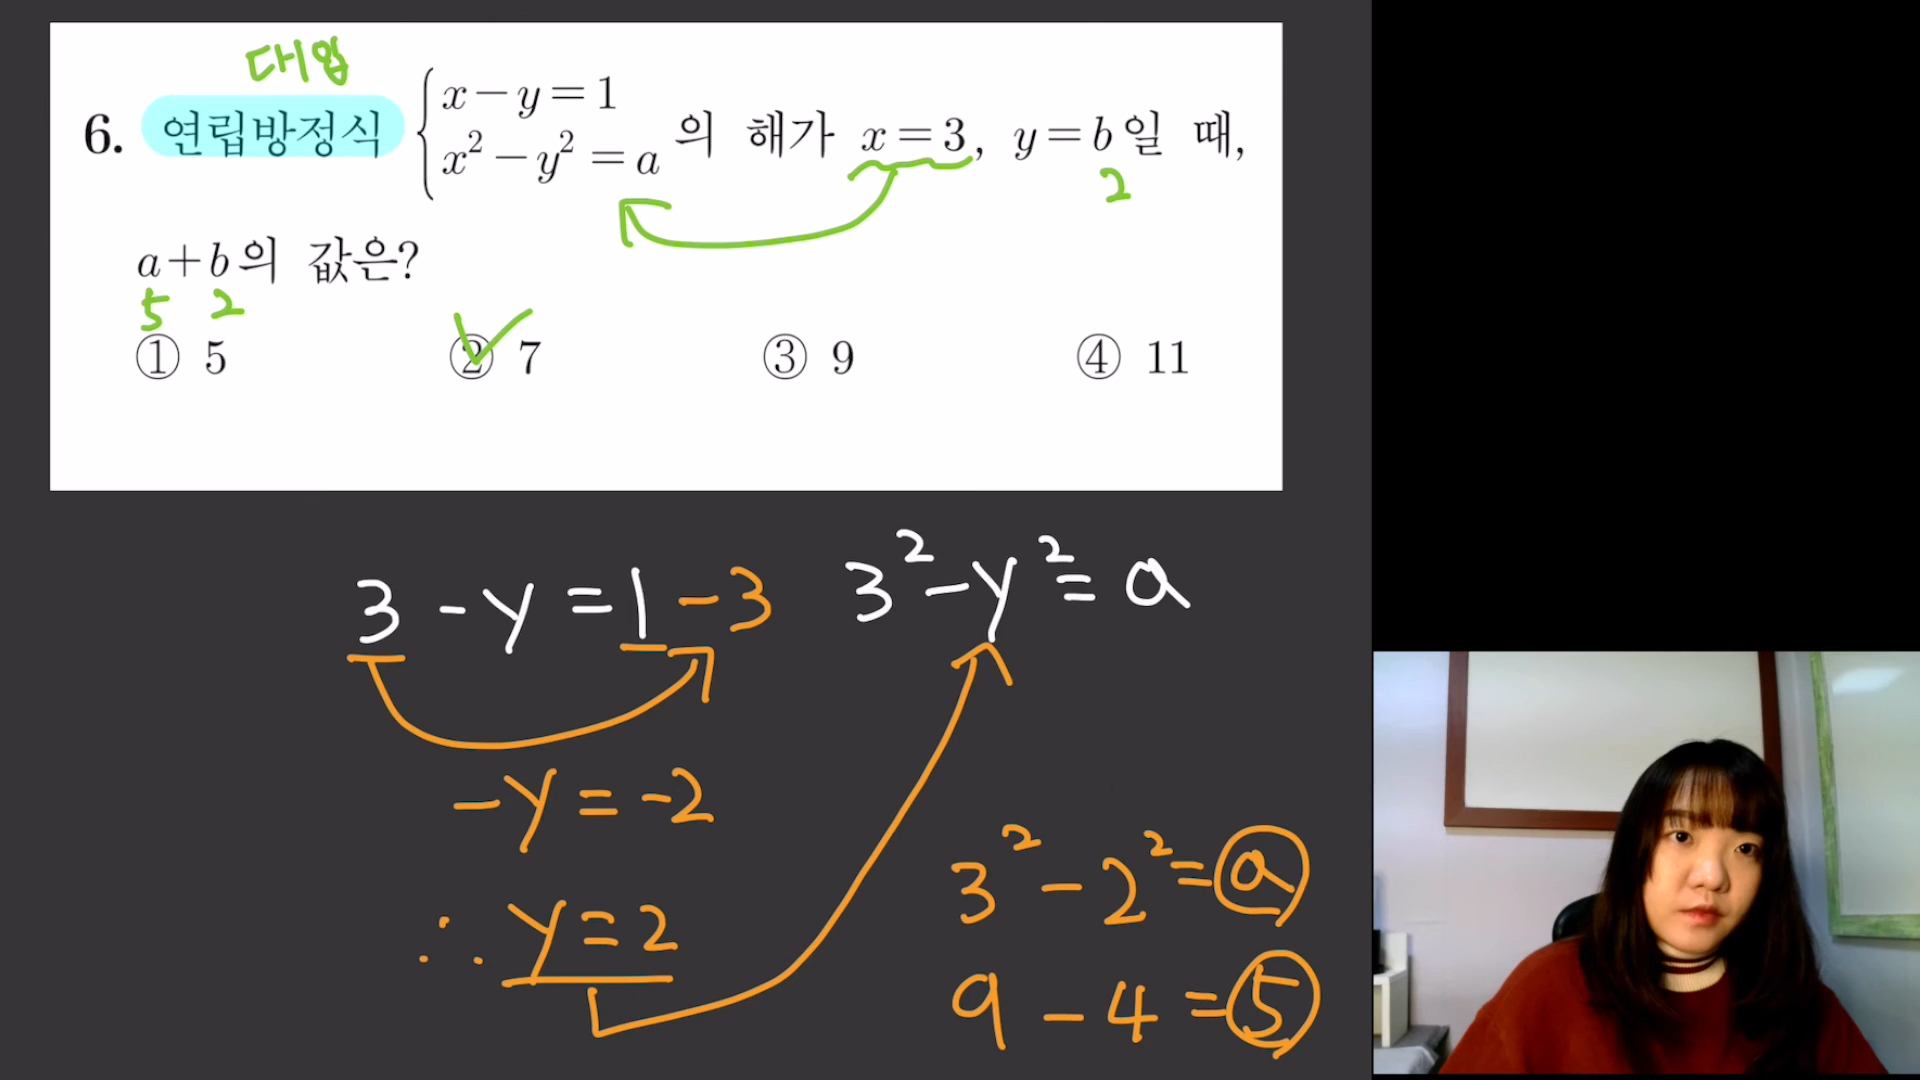 대입
6. 연립방정식 { x-y=1
x²-y²=a 의 해가 x=3, y=b일 때,
2
a+b의 값은?
5 2
① 5 ② 7 ③ 9 ④ 11
3-y=1-3
3²-y²=a
-y=-2
∴ y=2
3²-2²=a
9-4=5